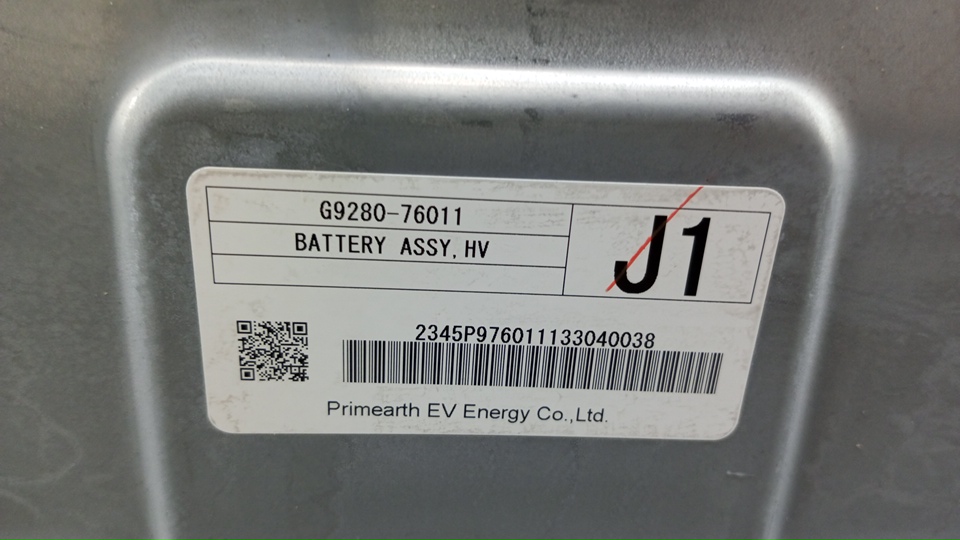 G9280-76011
BATTERY ASSY,HV
J1
2345P976011133040038
Primearth EV Energy Co.,Ltd.